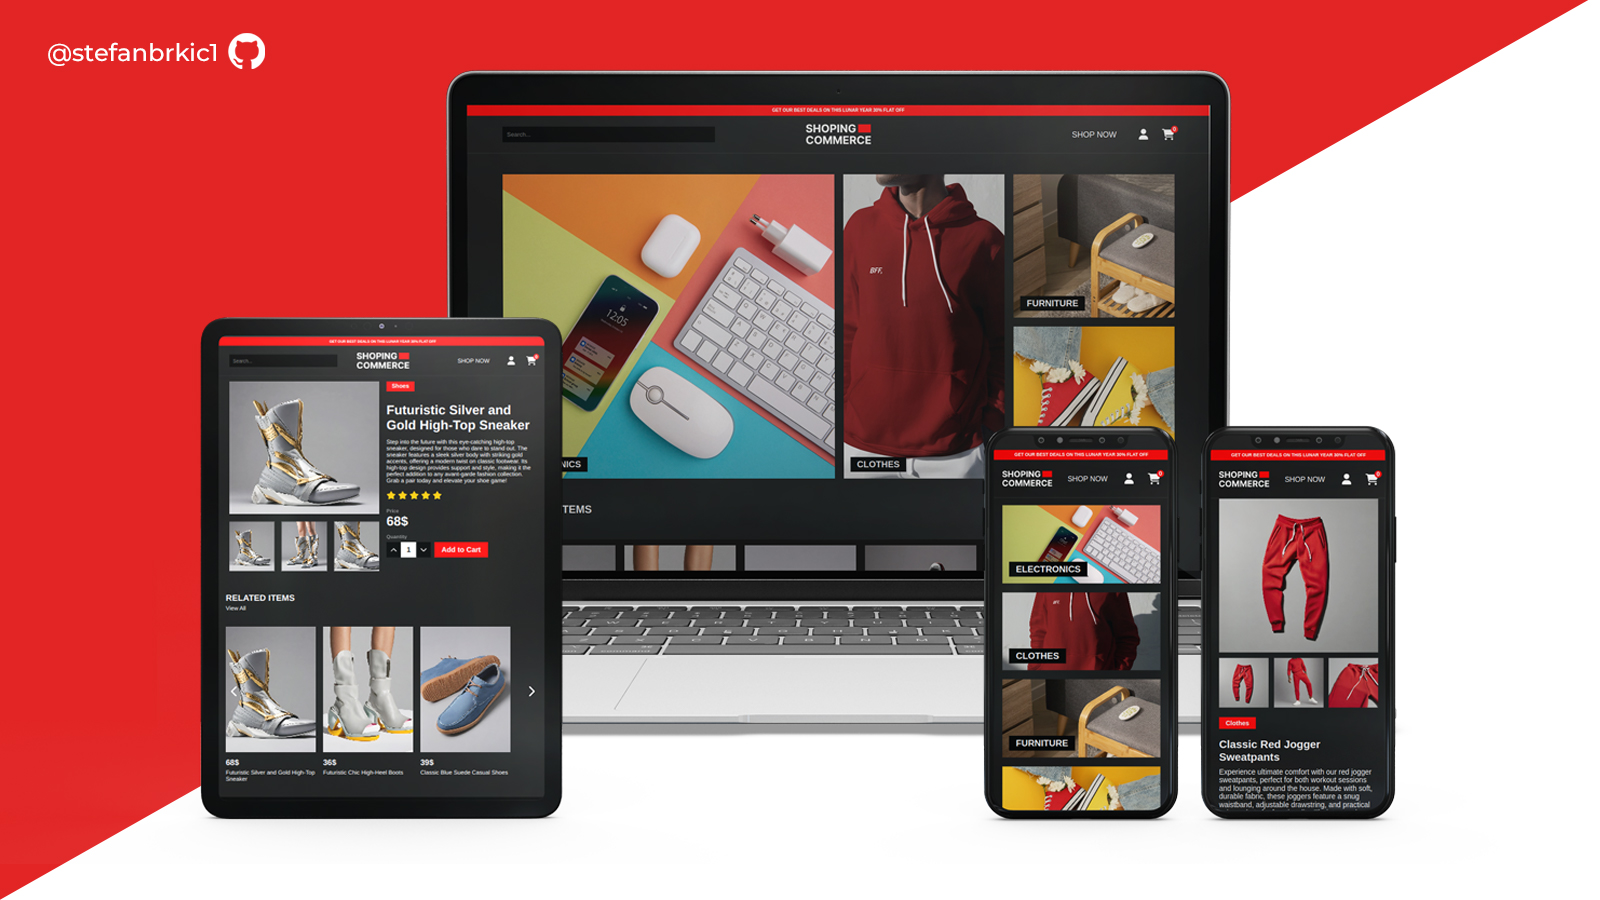 @stefanbrkic1
GET OUR BEST DEALS ON THIS LUNAR YEAR 30% FLAT OFF
Search...
SHOPING
COMMERCE
SHOP NOW
0
12:05
BFF,
NICS
CLOTHES
FURNITURE
TEMS
GET OUR BEST DEALS ON THIS LUNAR YEAR 30% FLAT OFF
Search...
SHOPING
COMMERCE
SHOP NOW
Shoes
Futuristic Silver and
Gold High-Top Sneaker
Step into the future with this eye-catching high-top
sneaker, designed for those who dare to stand out. The
sneaker features a sleek silver body with striking gold
accents, offering a modern twist on classic footwear. Its
high-top design provides support and style, making it the
perfect addition to any avant-garde fashion collection.
Grab a pair today and elevate your shoe game!
Price
68$
Quantity
1
Add to Cart
RELATED ITEMS
View All
68$
Futuristic Silver and Gold High-Top
Sneaker
36$
Futuristic Chic High-Heel Boots
39$
Classic Blue Suede Casual Shoes
GET OUR BEST DEALS ON THIS LUNAR YEAR 30% FLAT OFF
SHOPING
COMMERCE
SHOP NOW
0
ELECTRONICS
CLOTHES
FURNITURE
GET OUR BEST DEALS ON THIS LUNAR YEAR 30% FLAT OFF
SHOPING
COMMERCE
SHOP NOW
0
Clothes
Classic Red Jogger
Sweatpants
Experience ultimate comfort with our red jogger
sweatpants, perfect for both workout sessions
and lounging around the house. Made with soft,
durable fabric, these joggers feature a snug
waistband, adjustable drawstring, and practical